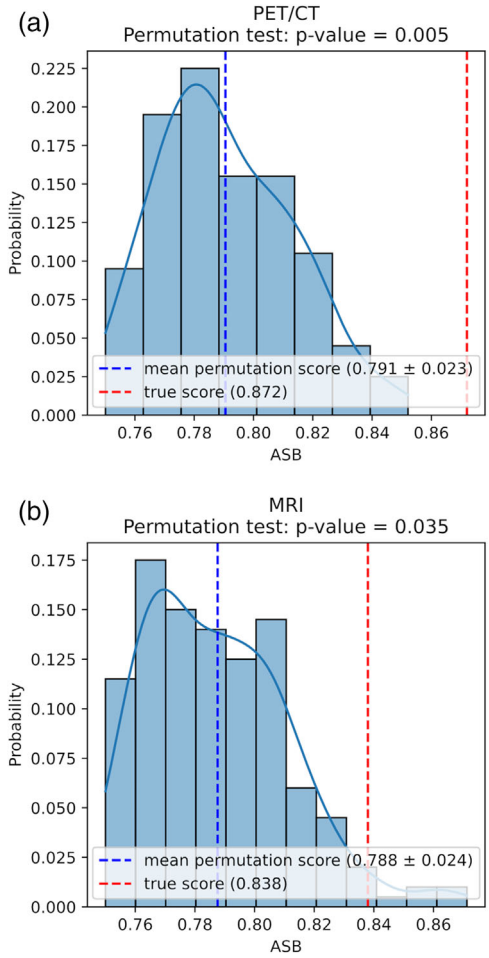 (a)
PET/CT
Permutation test: p-value = 0.005
0.225
0.200
0.175
0.150
0.125
0.100
0.075
0.050
0.025
0.000
Probability
mean permutation score (0.791 ± 0.023)
true score (0.872)
0.76 0.78 0.80 0.82 0.84 0.86
ASB
(b)
MRI
Permutation test: p-value = 0.035
0.175
0.150
0.125
0.100
0.075
0.050
0.025
0.000
Probability
mean permutation score (0.788 ± 0.024)
true score (0.838)
0.76 0.78 0.80 0.82 0.84 0.86
ASB